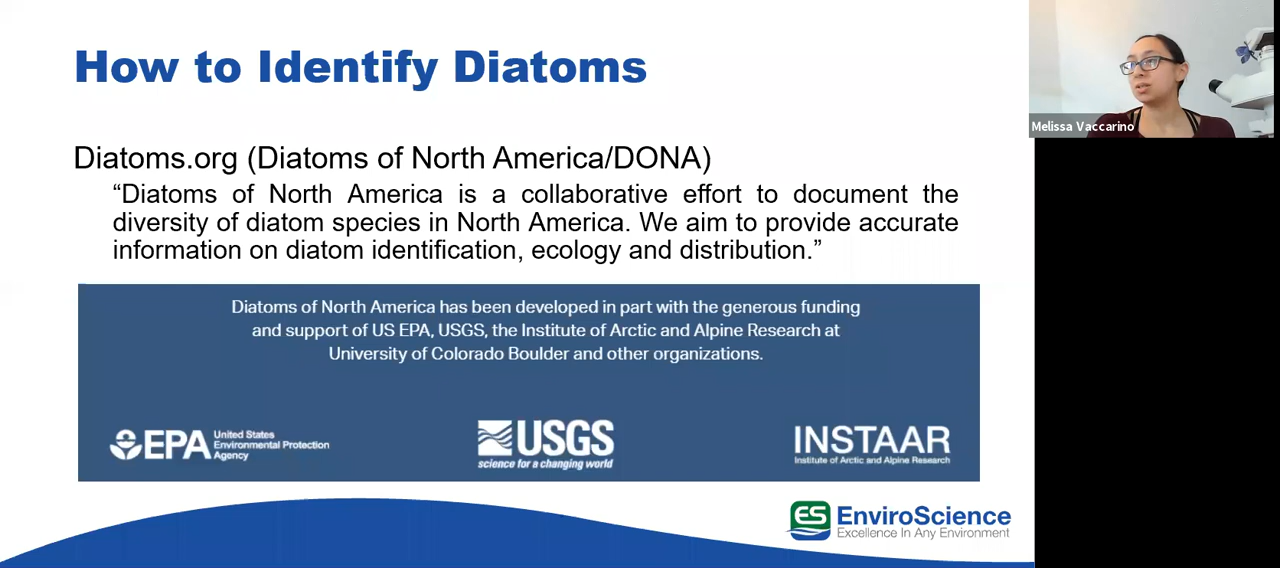 How to Identify Diatoms
Diatoms.org (Diatoms of North America/DONA)
“Diatoms of North America is a collaborative effort to document the
diversity of diatom species in North America. We aim to provide accurate
information on diatom identification, ecology and distribution.”
Diatoms of North America has been developed in part with the generous funding
and support of US EPA, USGS, the Institute of Arctic and Alpine Research at
University of Colorado Boulder and other organizations.
EPA
United States
Environmental Protection
Agency
USGS
science for a changing world
INSTAAR
Institute of Arctic and Alpine Research
ES
EnviroScience
Excellence In Any Environment
Melissa Vaccarino